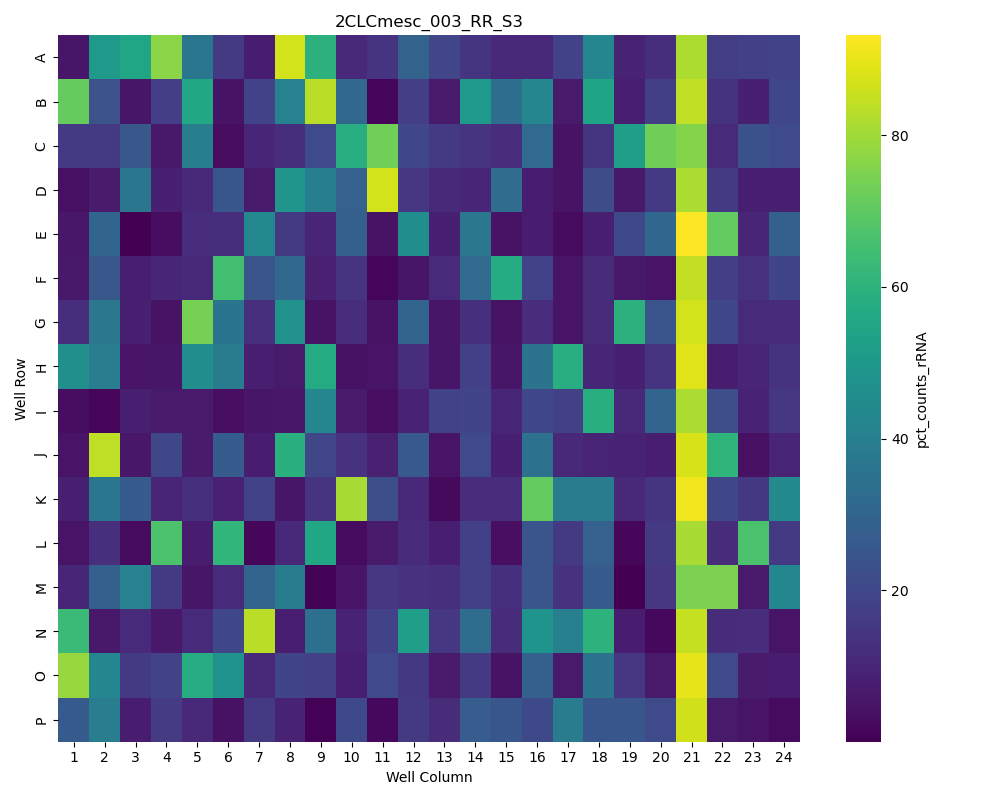 2CLCmesc_003_RR_S3
A
B
C
D
E
F
G
H
I
J
K
L
M
N
O
P
Well Row
1 2 3 4 5 6 7 8 9 10 11 12 13 14 15 16 17 18 19 20 21 22 23 24
Well Column
80
60
40
20
pct_counts_rRNA